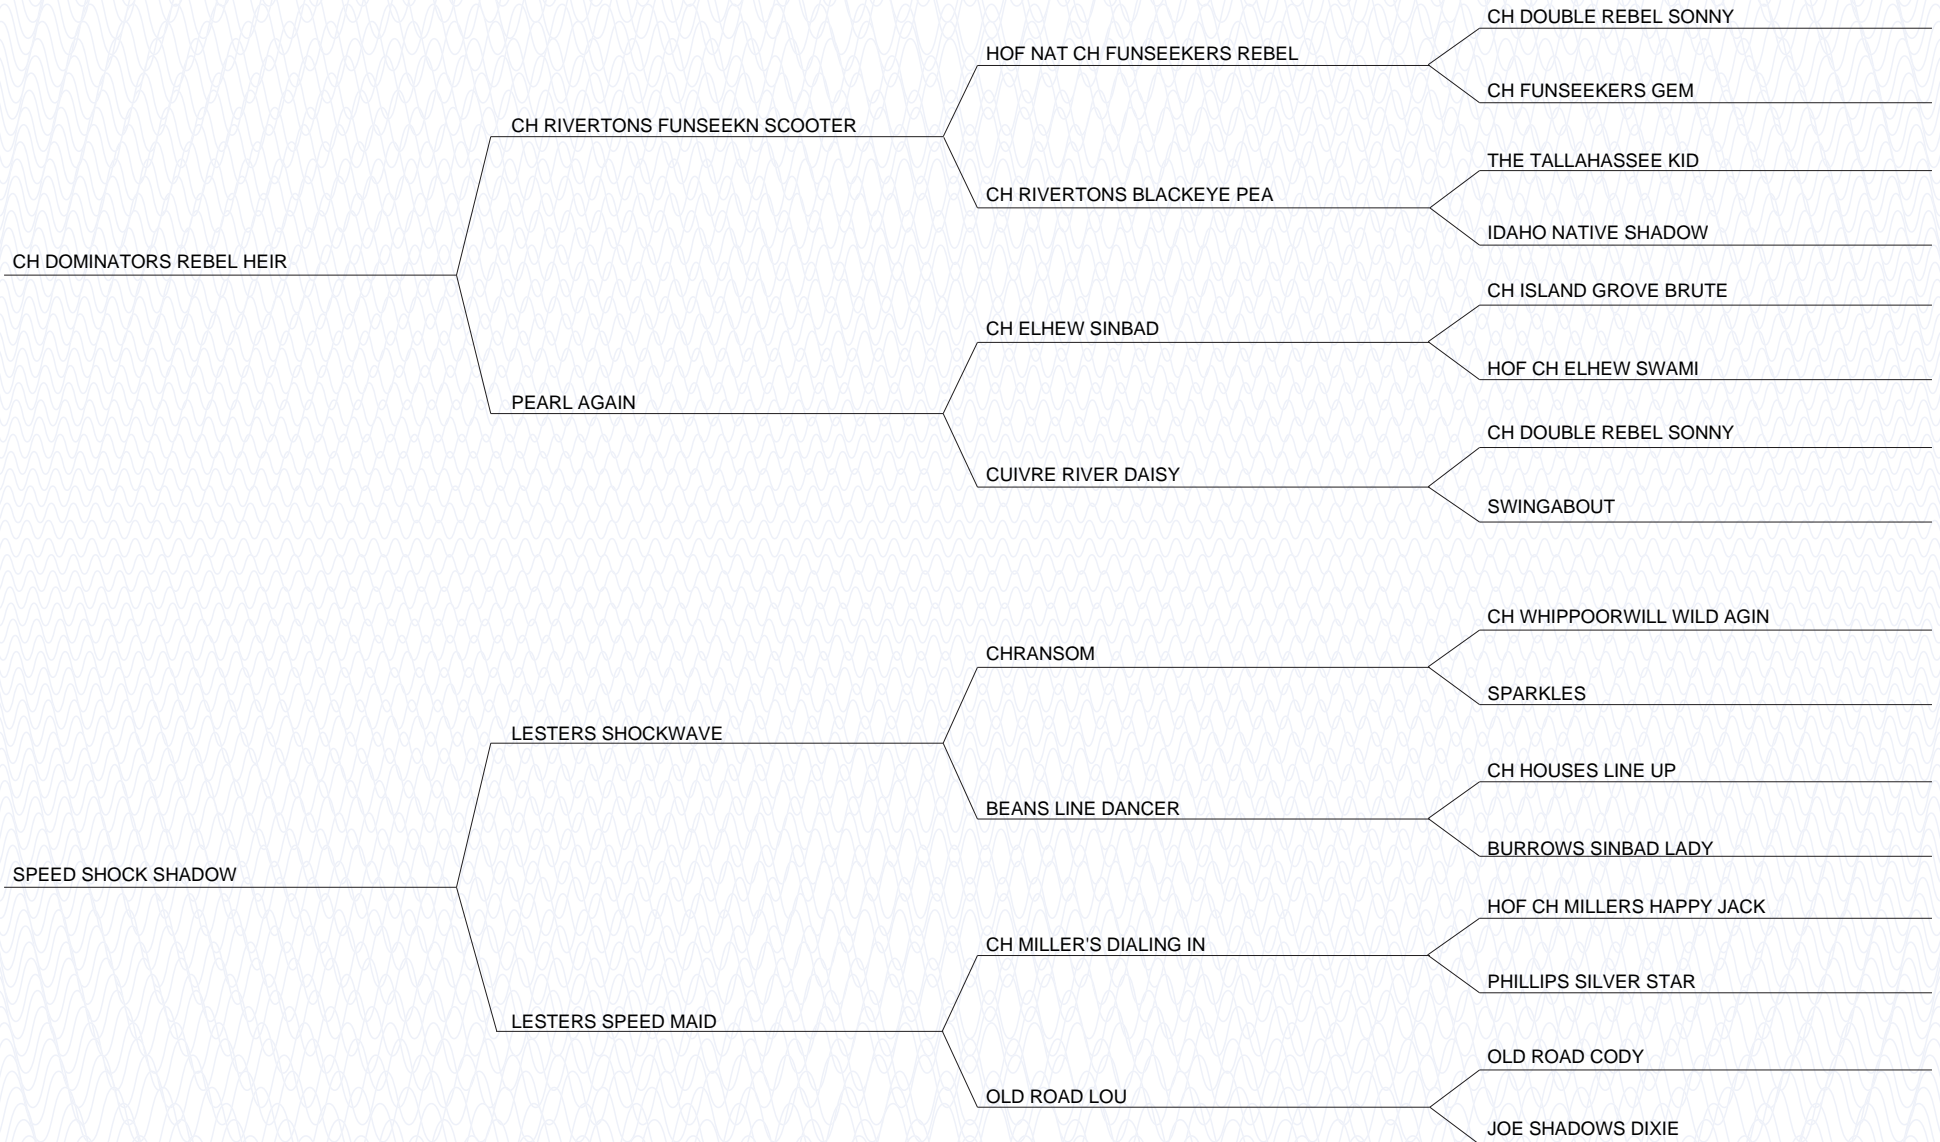 CH DOUBLE REBEL SONNY
HOF NAT CH FUNSEEKERS REBEL
CH FUNSEEKERS GEM
CH RIVERTONS FUNSEEKN SCOOTER
THE TALLAHASSEE KID
CH RIVERTONS BLACKEYE PEA
IDAHO NATIVE SHADOW
CH DOMINATORS REBEL HEIR
CH ISLAND GROVE BRUTE
CH ELHEW SINBAD
HOF CH ELHEW SWAMI
PEARL AGAIN
CH DOUBLE REBEL SONNY
CUIVRE RIVER DAISY
SWINGABOUT
CH WHIPPOORWILL WILD AGIN
CHRANSOM
SPARKLES
LESTERS SHOCKWAVE
CH HOUSES LINE UP
BEANS LINE DANCER
BURROWS SINBAD LADY
SPEED SHOCK SHADOW
HOF CH MILLERS HAPPY JACK
CH MILLER'S DIALING IN
PHILLIPS SILVER STAR
LESTERS SPEED MAID
OLD ROAD CODY
OLD ROAD LOU
JOE SHADOWS DIXIE